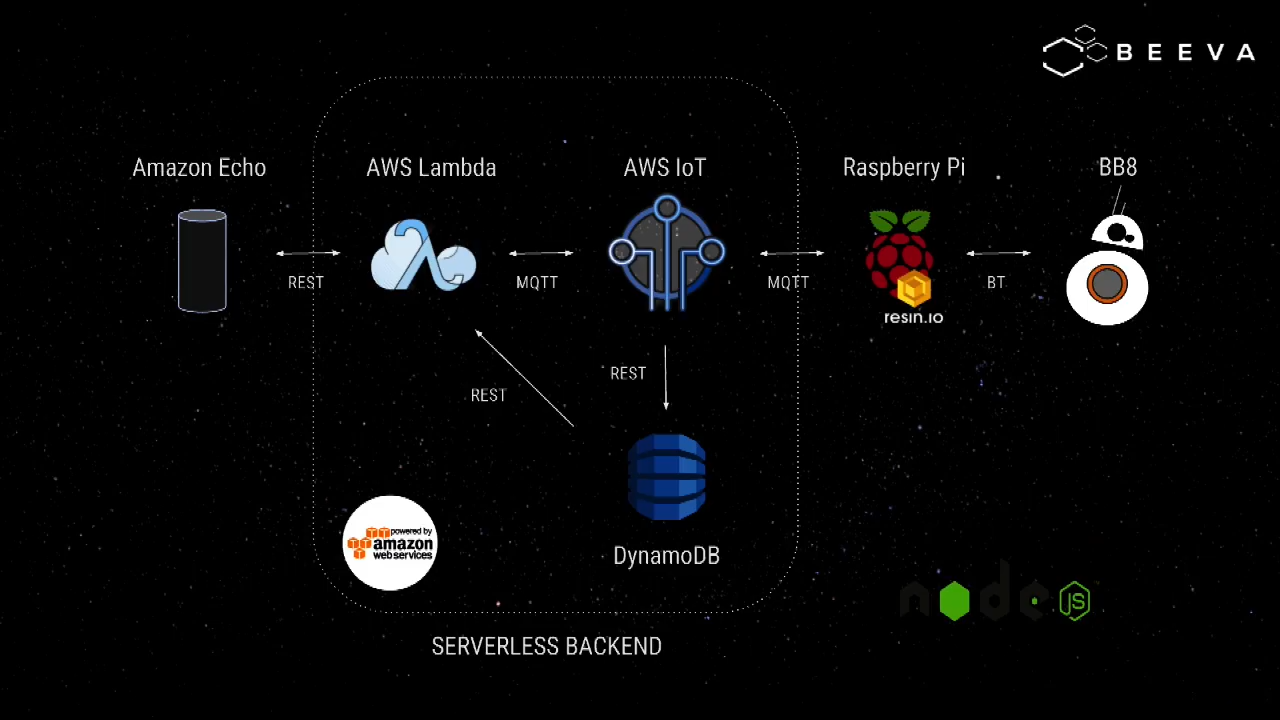 BEEVA
Amazon Echo
AWS Lambda
AWS IoT
Raspberry Pi
BB8
REST
MQTT
MQTT
BT
resin.io
REST
REST
powered by
amazon
web services
DynamoDB
node
JS
SERVERLESS BACKEND